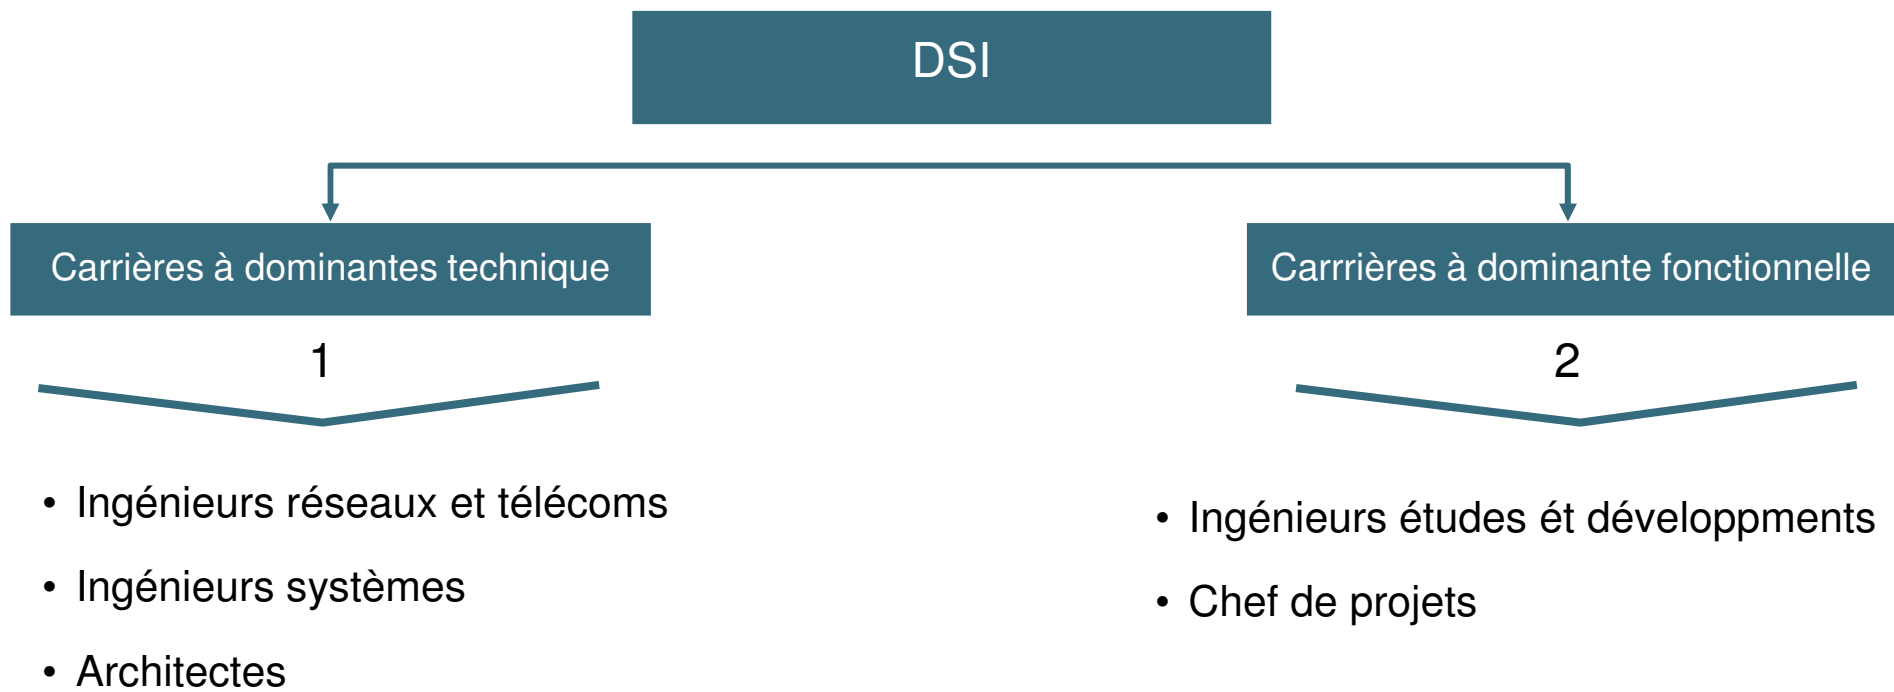 DSI
Carrières à dominantes technique
Carrrières à dominante fonctionnelle
1
2
• Ingénieurs réseaux et télécoms
• Ingénieurs systèmes
• Architectes
• Ingénieurs études ét développments
• Chef de projets